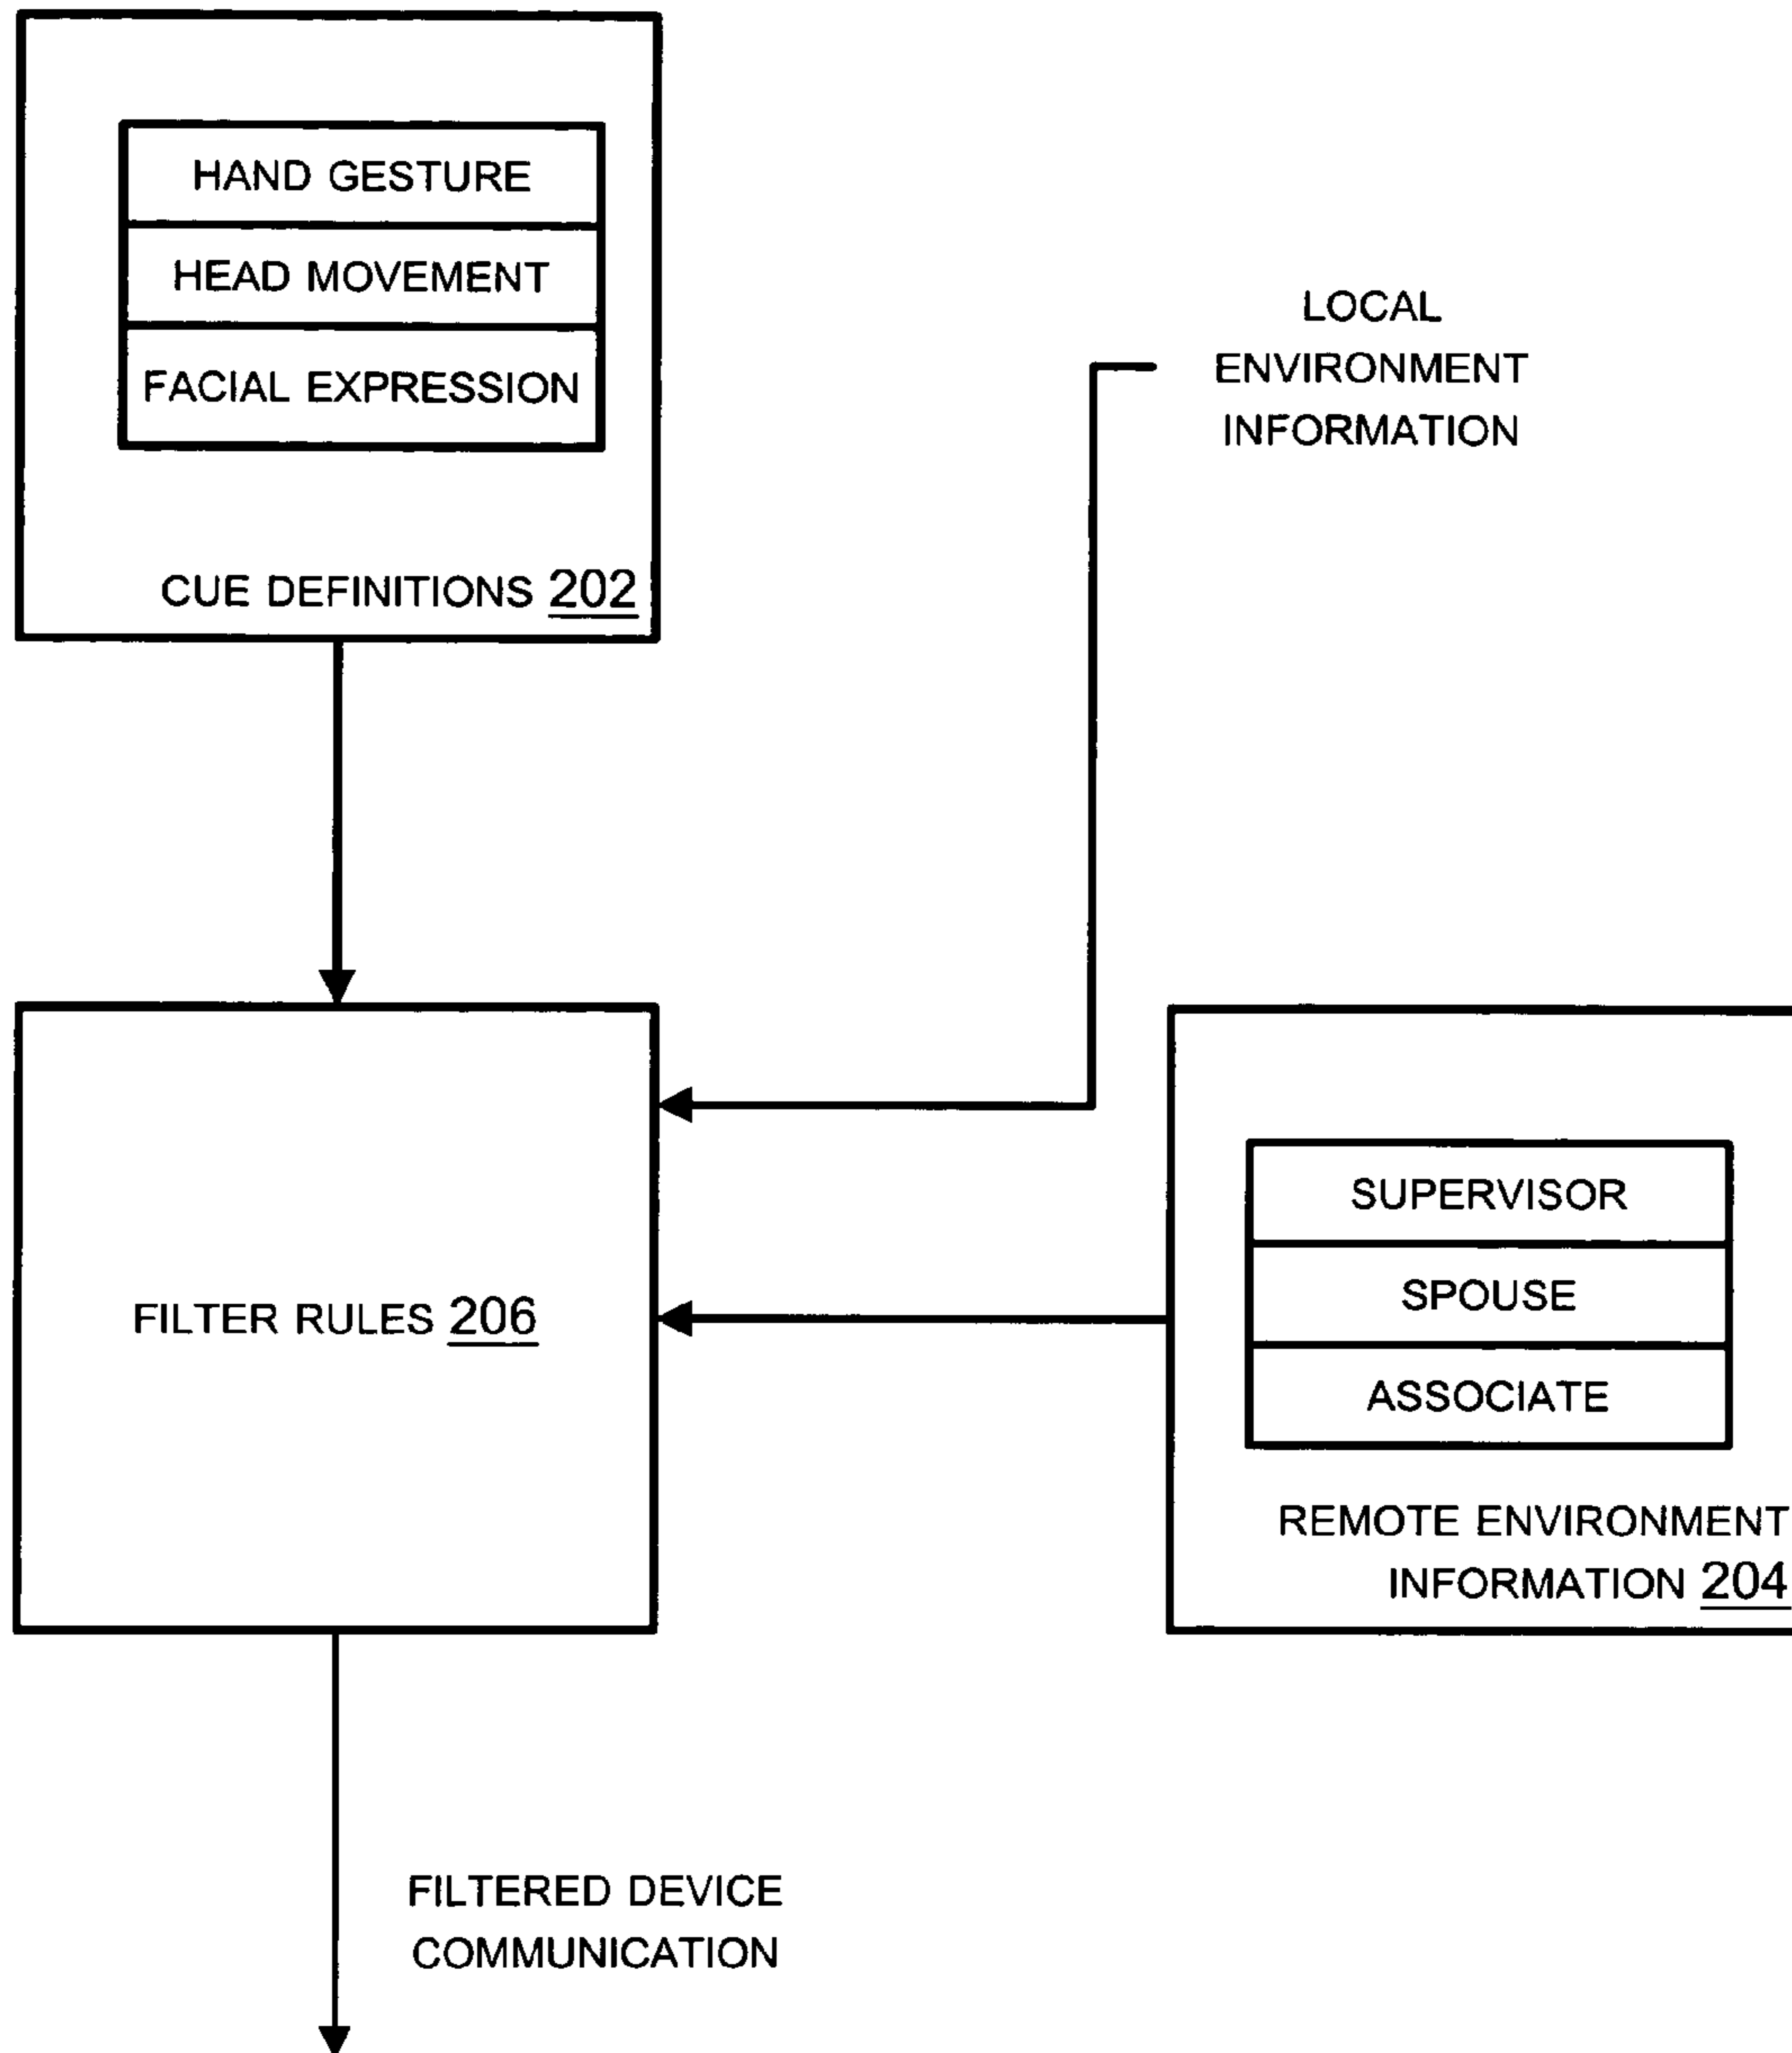 HAND GESTURE
HEAD MOVEMENT
FACIAL EXPRESSION
CUE DEFINITIONS 202
LOCAL
ENVIRONMENT
INFORMATION
FILTER RULES 206
SUPERVISOR
SPOUSE
ASSOCIATE
REMOTE ENVIRONMENT
INFORMATION 204
FILTERED DEVICE
COMMUNICATION